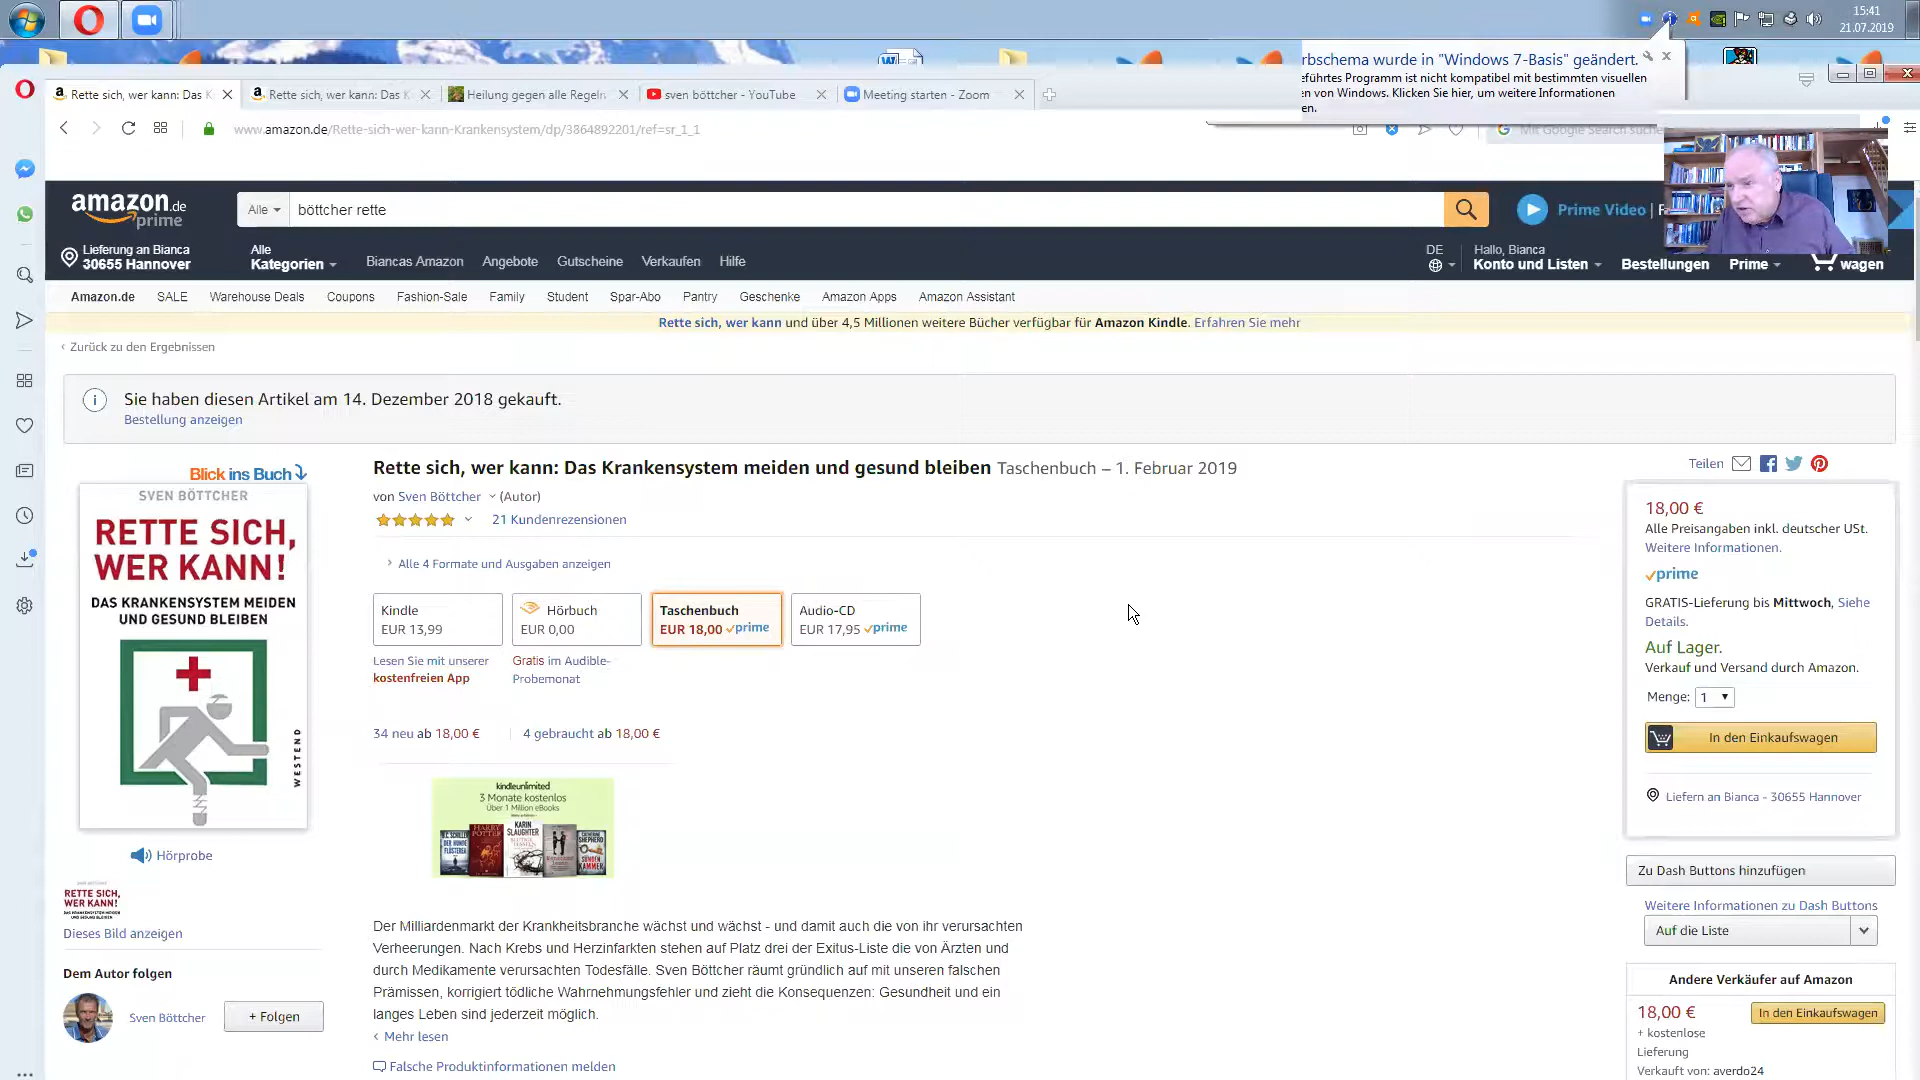 15:41
21.07.2019
rbschema wurde in "Windows 7-Basis" geändert.
eführtes Programm ist nicht kompatibel mit bestimmten visuellen
en von Windows. Klicken Sie hier, um weitere Informationen
en.
Rette sich, wer kann: Das K
Rette sich, wer kann: Das K
Heilung gegen alle Regeln
sven böttcher - YouTube
Meeting starten - Zoom
www.amazon.de/Rette-sich-wer-kann-Krankensystem/dp/3864892201/ref=sr_1_1
Mit Google Search suche
amazon.de
prime
Alle
böttcher rette
Prime Video
Lieferung an Bianca
30655 Hannover
Alle
Kategorien
Biancas Amazon
Angebote
Gutscheine
Verkaufen
Hilfe
DE
Hallo, Bianca
Konto und Listen
Bestellungen
Prime
wagen
Amazon.de
SALE
Warehouse Deals
Coupons
Fashion-Sale
Family
Student
Spar-Abo
Pantry
Geschenke
Amazon Apps
Amazon Assistant
Rette sich, wer kann und über 4,5 Millionen weitere Bücher verfügbar für Amazon Kindle. Erfahren Sie mehr
‹ Zurück zu den Ergebnissen
Sie haben diesen Artikel am 14. Dezember 2018 gekauft.
Bestellung anzeigen
Blick ins Buch
SVEN BÖTTCHER
RETTE SICH,
WER KANN!
DAS KRANKENSYSTEM MEIDEN
UND GESUND BLEIBEN
WESTEND
Hörprobe
RETTE SICH,
WER KANN!
Dieses Bild anzeigen
Dem Autor folgen
Sven Böttcher
+ Folgen
Rette sich, wer kann: Das Krankensystem meiden und gesund bleiben Taschenbuch – 1. Februar 2019
von Sven Böttcher (Autor)
21 Kundenrezensionen
› Alle 4 Formate und Ausgaben anzeigen
Kindle
EUR 13,99
Hörbuch
EUR 0,00
Taschenbuch
EUR 18,00 prime
Audio-CD
EUR 17,95 prime
Lesen Sie mit unserer
kostenfreien App
Gratis im Audible-
Probemonat
34 neu ab 18,00 €
4 gebraucht ab 18,00 €
kindleunlimited
3 Monate kostenlos
Über 1 Million eBooks
HARRY POTTER
KARIN SLAUGHTER
Der Milliardenmarkt der Krankheitsbranche wächst und wächst - und damit auch die von ihr verursachten
Verheerungen. Nach Krebs und Herzinfarkten stehen auf Platz drei der Exitus-Liste die von Ärzten und
durch Medikamente verursachten Todesfälle. Sven Böttcher räumt gründlich auf mit unseren falschen
Prämissen, korrigiert tödliche Wahrnehmungsfehler und zieht die Konsequenzen: Gesundheit und ein
langes Leben sind jederzeit möglich.
‹ Mehr lesen
Falsche Produktinformationen melden
Teilen
18,00 €
Alle Preisangaben inkl. deutscher USt.
Weitere Informationen.
prime
GRATIS-Lieferung bis Mittwoch, Siehe
Details.
Auf Lager.
Verkauf und Versand durch Amazon.
Menge: 1
In den Einkaufswagen
Liefern an Bianca - 30655 Hannover
Zu Dash Buttons hinzufügen
Weitere Informationen zu Dash Buttons
Auf die Liste
Andere Verkäufer auf Amazon
18,00 €
In den Einkaufswagen
+ kostenlose
Lieferung
Verkauft von: averdo24